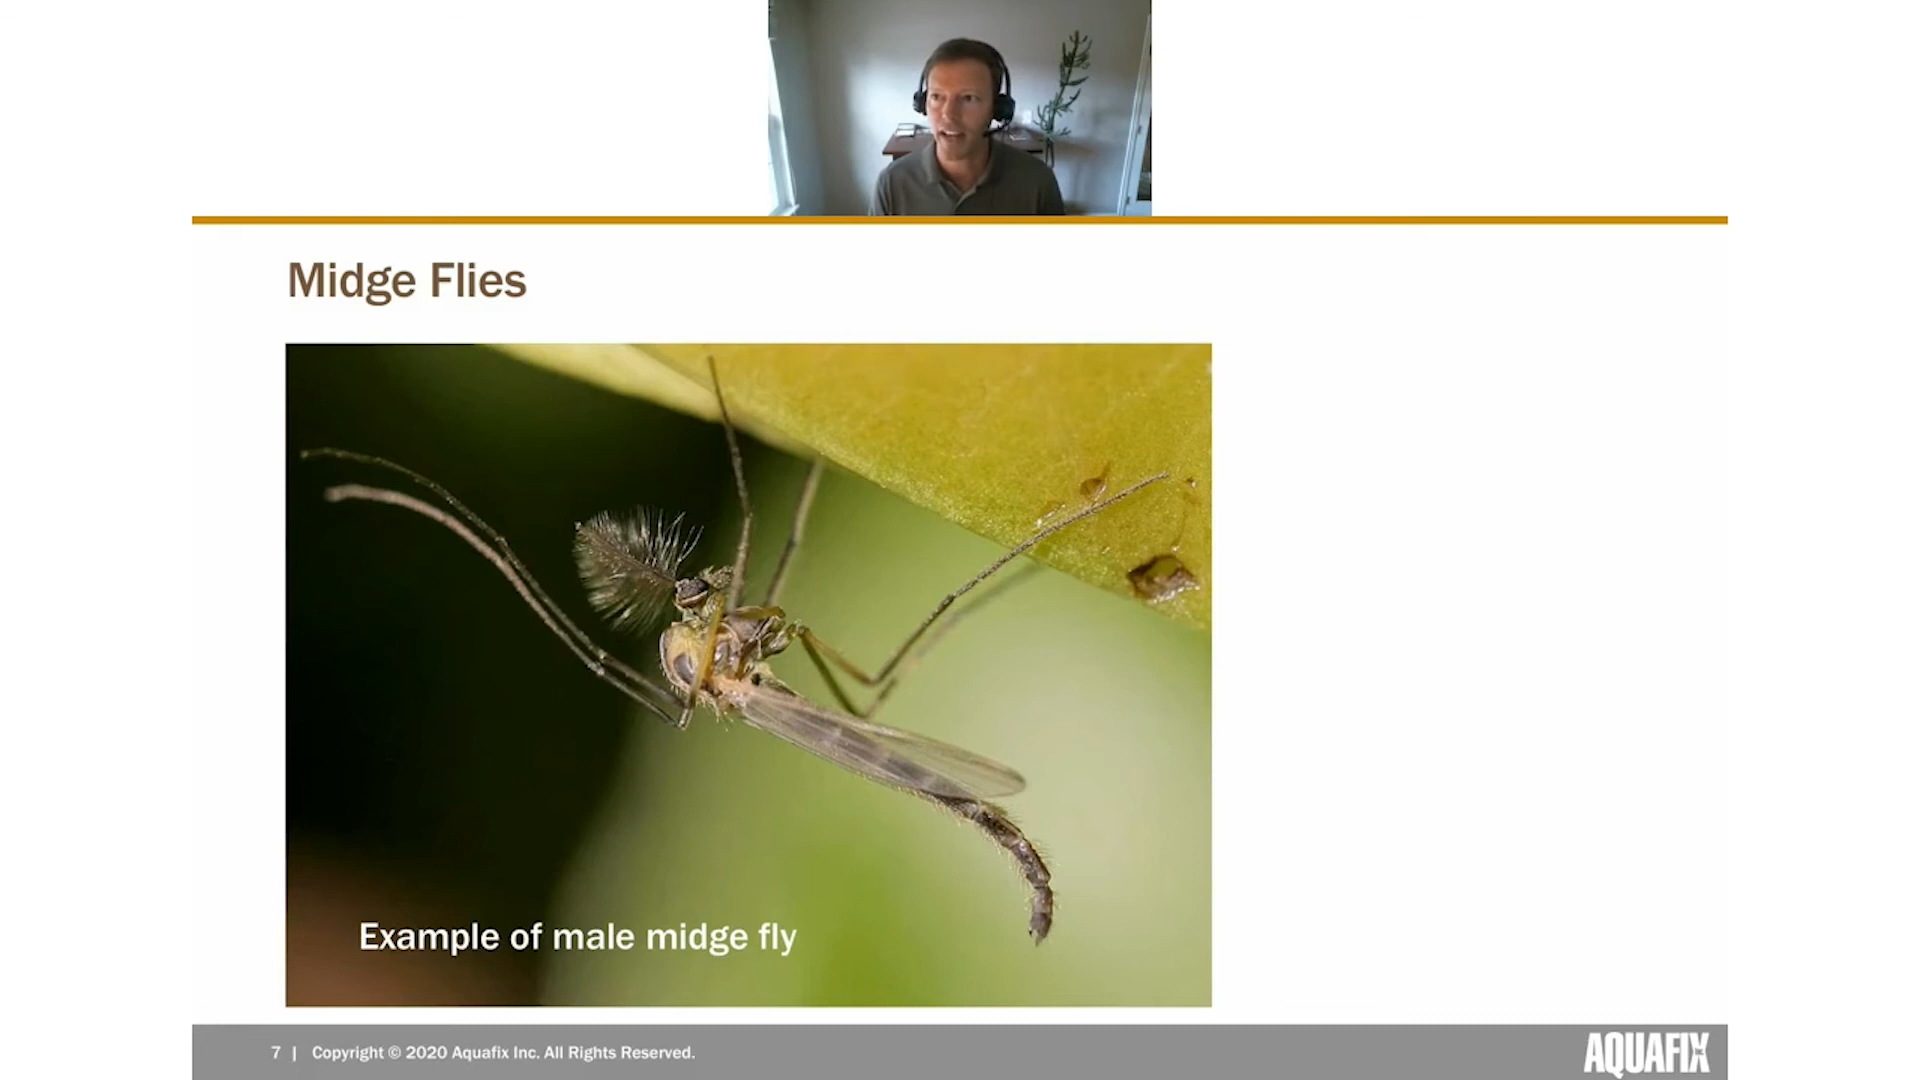 Midge Flies
Example of male midge fly
7 | Copyright © 2020 Aquafix Inc. All Rights Reserved.
AQUAFIX